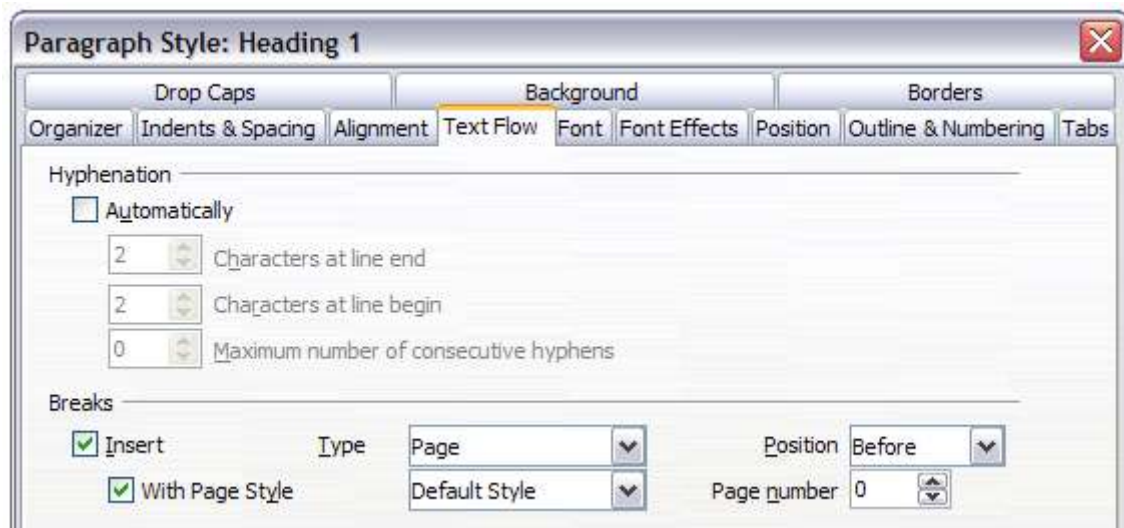 Paragraph Style: Heading 1
Drop Caps Background Borders
Organizer Indents & Spacing Alignment Text Flow Font Font Effects Position Outline & Numbering Tabs
Hyphenation
Automatically
2 Characters at line end
2 Characters at line begin
0 Maximum number of consecutive hyphens
Breaks
Insert Type Page Position Before
With Page Style Default Style Page number 0